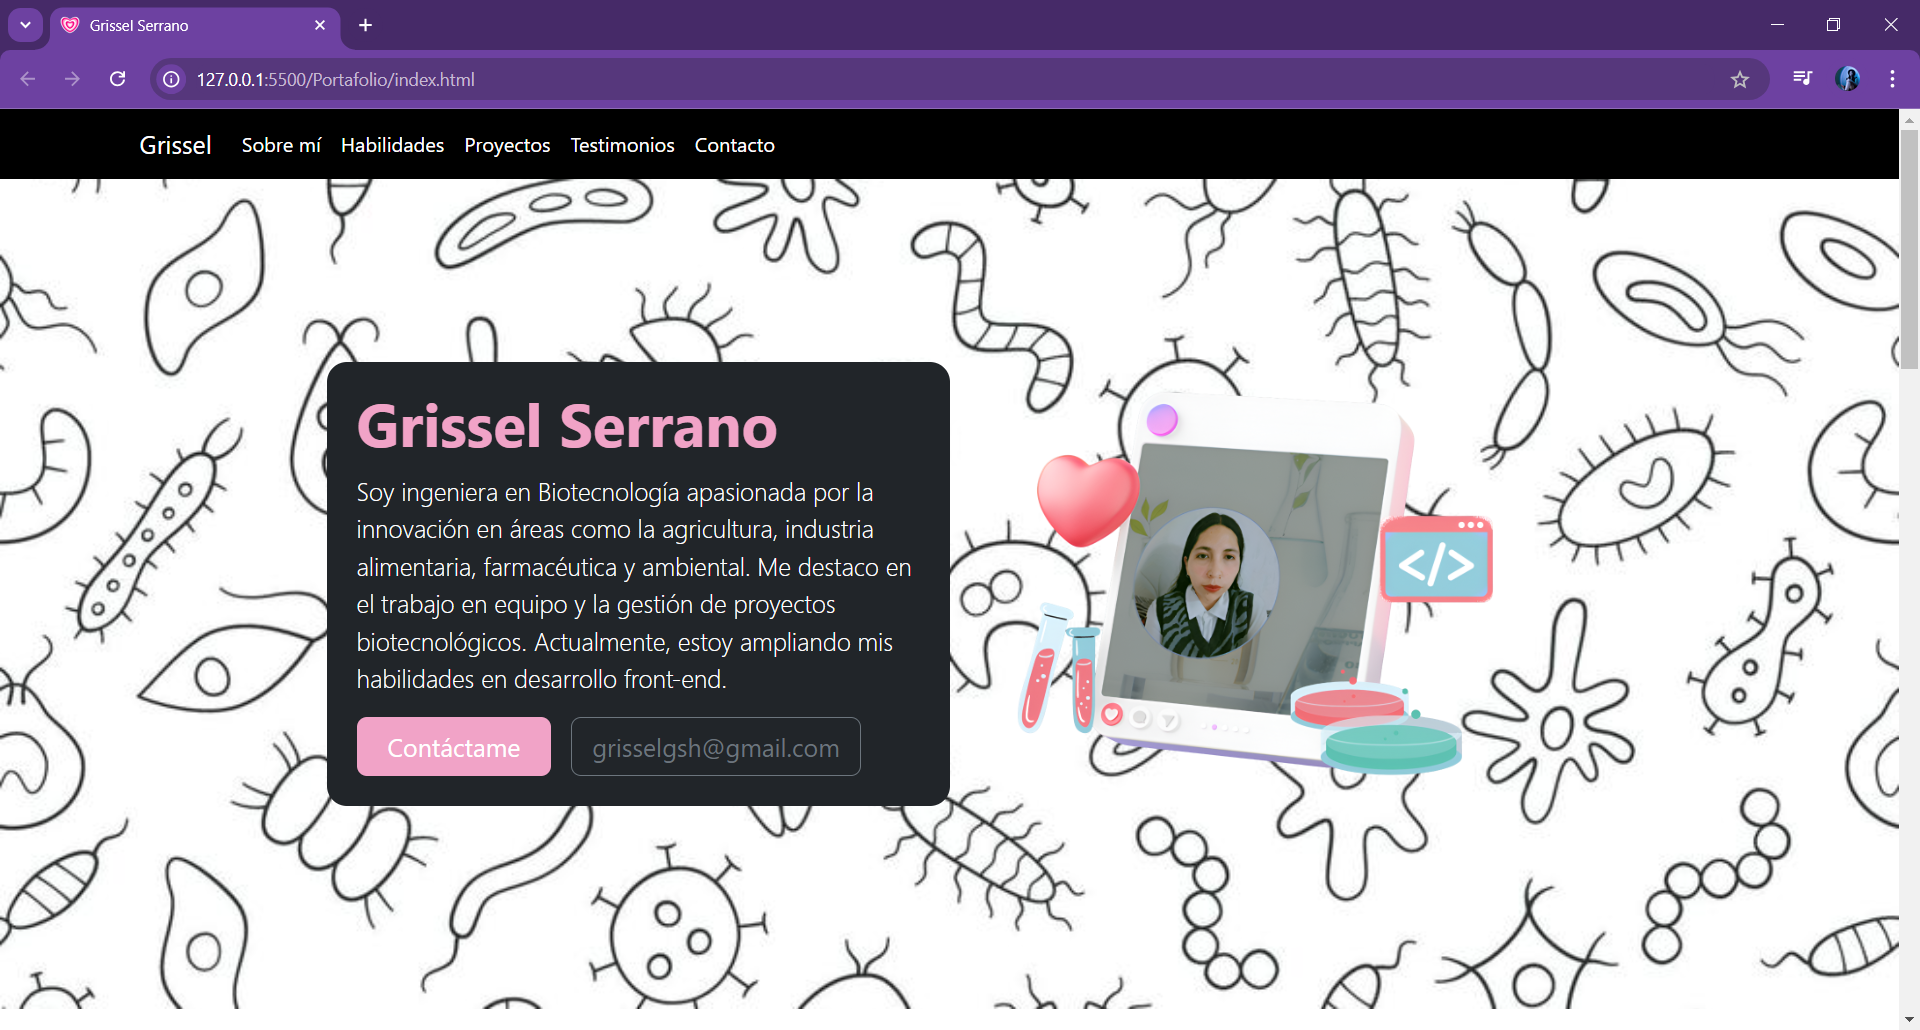 Grissel Serrano
127.0.0.1:5500/Portafolio/index.html
Grissel Sobre mí Habilidades Proyectos Testimonios Contacto
Grissel Serrano
Soy ingeniera en Biotecnología apasionada por la
innovación en áreas como la agricultura, industria
alimentaria, farmacéutica y ambiental. Me destaco en
el trabajo en equipo y la gestión de proyectos
biotecnológicos. Actualmente, estoy ampliando mis
habilidades en desarrollo front-end.
Contáctame grisselgsh@gmail.com
</>